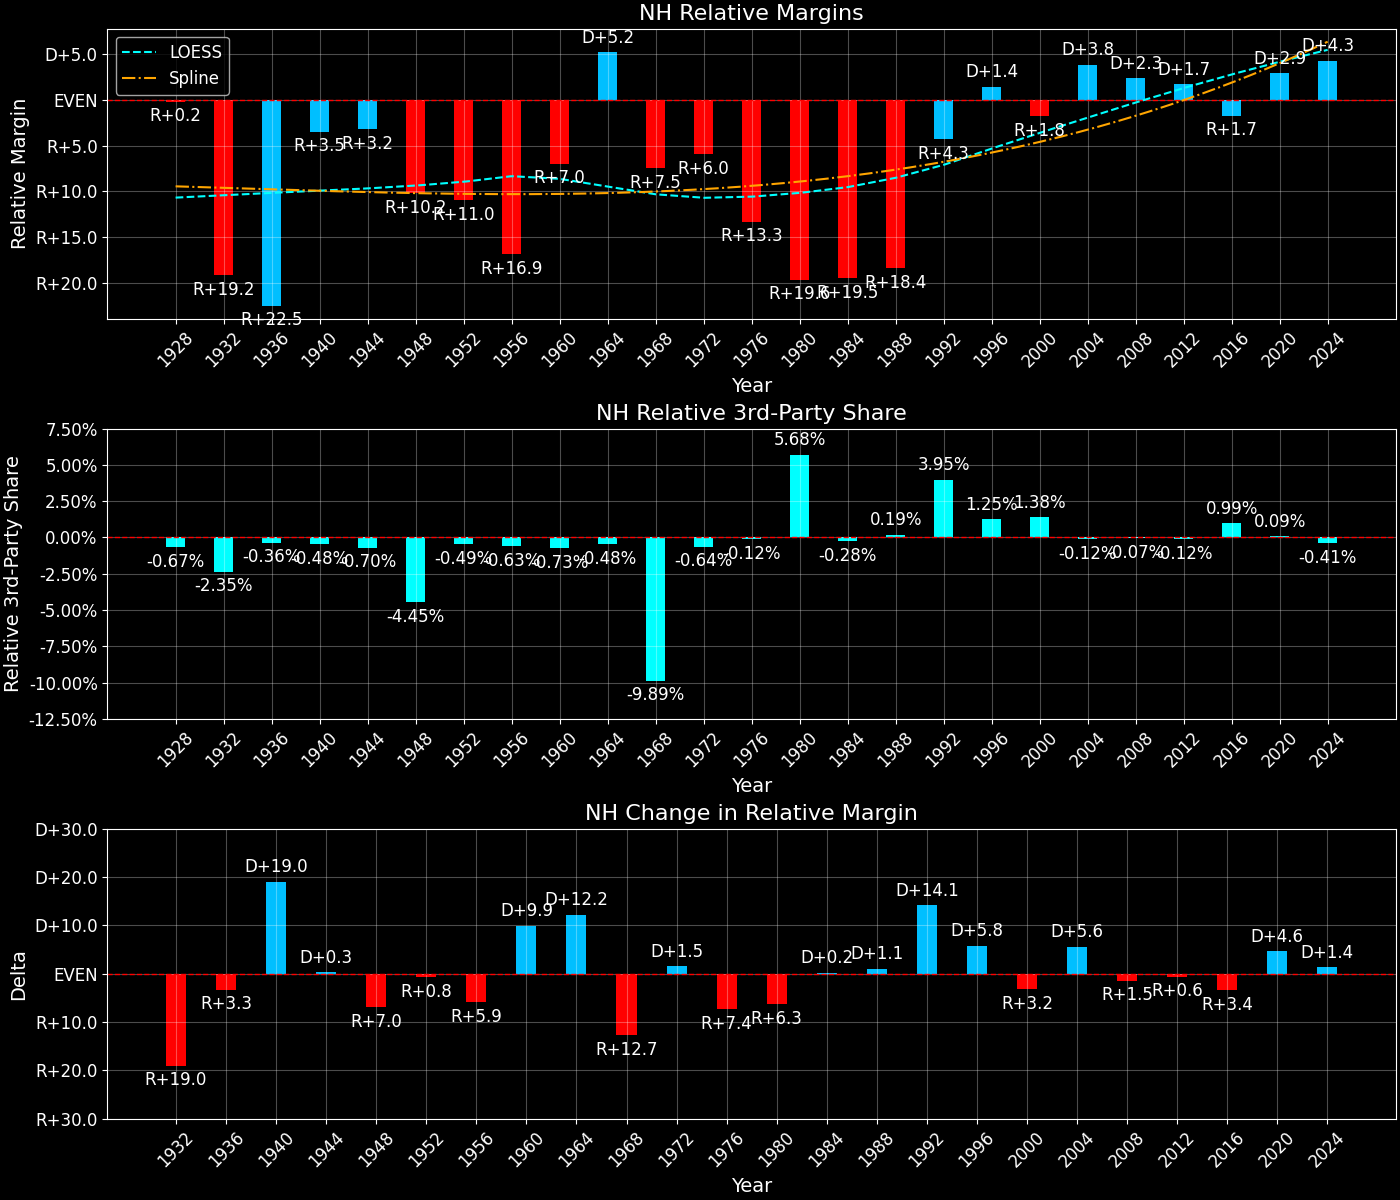 NH Relative Margins
Relative Margin
D+5.0
EVEN
R+5.0
R+10.0
R+15.0
R+20.0
LOESS
Spline
R+0.2
R+19.2
R+22.5
R+3.5
R+3.2
R+10.2
R+11.0
R+16.9
R+7.0
D+5.2
R+7.5
R+6.0
R+13.3
R+19.6
R+19.5
R+18.4
R+4.3
D+1.4
R+1.8
D+3.8
D+2.3
D+1.7
R+1.7
D+2.9
D+4.3
1928 1932 1936 1940 1944 1948 1952 1956 1960 1964 1968 1972 1976 1980 1984 1988 1992 1996 2000 2004 2008 2012 2016 2020 2024
Year
NH Relative 3rd-Party Share
Relative 3rd-Party Share
7.50%
5.00%
2.50%
0.00%
-2.50%
-5.00%
-7.50%
-10.00%
-12.50%
-0.67%
-2.35%
-0.36%
-0.48%
-0.70%
-4.45%
-0.49%
-0.63%
-0.73%
-0.48%
-9.89%
-0.64%
-0.12%
5.68%
-0.28%
0.19%
3.95%
1.25%
1.38%
-0.12%
-0.07%
-0.12%
0.99%
0.09%
-0.41%
1928 1932 1936 1940 1944 1948 1952 1956 1960 1964 1968 1972 1976 1980 1984 1988 1992 1996 2000 2004 2008 2012 2016 2020 2024
Year
NH Change in Relative Margin
Delta
D+30.0
D+20.0
D+10.0
EVEN
R+10.0
R+20.0
R+30.0
R+19.0
R+3.3
D+19.0
D+0.3
R+7.0
R+0.8
R+5.9
D+9.9
D+12.2
R+12.7
D+1.5
R+7.4
R+6.3
D+0.2
D+1.1
D+14.1
D+5.8
R+3.2
D+5.6
R+1.5
R+0.6
R+3.4
D+4.6
D+1.4
1932 1936 1940 1944 1948 1952 1956 1960 1964 1968 1972 1976 1980 1984 1988 1992 1996 2000 2004 2008 2012 2016 2020 2024
Year